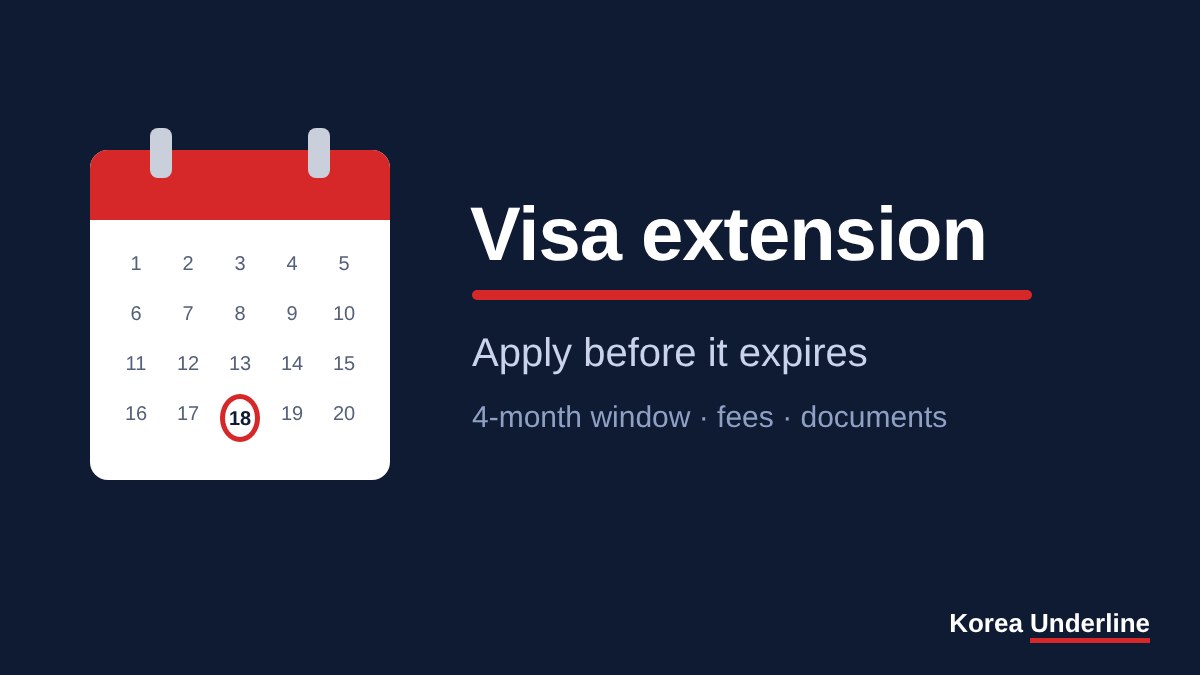 1 2 3 4 5
6 7 8 9 10
11 12 13 14 15
16 17 18 19 20
Visa extension
Apply before it expires
4-month window · fees · documents
Korea Underline